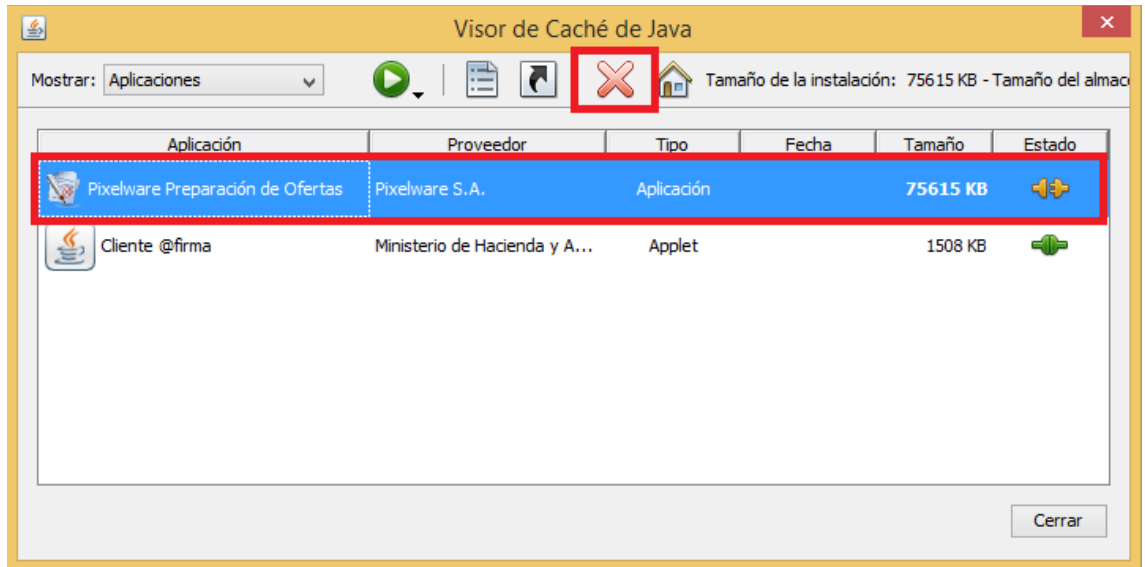 Visor de Caché de Java
Mostrar: Aplicaciones Tamaño de la instalación: 75615 KB - Tamaño del almac
Aplicación Proveedor Tipo Fecha Tamaño Estado
Pixelware Preparación de Ofertas Pixelware S.A. Aplicación 75615 KB
Cliente @firma Ministerio de Hacienda y A... Applet 1508 KB
Cerrar